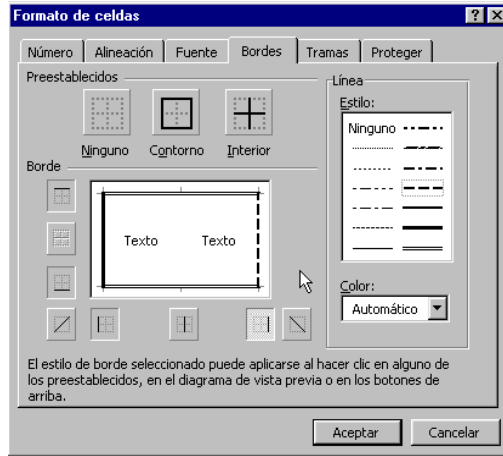 Formato de celdas
Número Alineación Fuente Bordes Tramas Proteger
Preestablecidos
Ninguno Contorno Interior
Borde
Texto Texto
Línea
Estilo:
Ninguno
Color:
Automático
El estilo de borde seleccionado puede aplicarse al hacer clic en alguno de
los preestablecidos, en el diagrama de vista previa o en los botones de
arriba.
Aceptar Cancelar